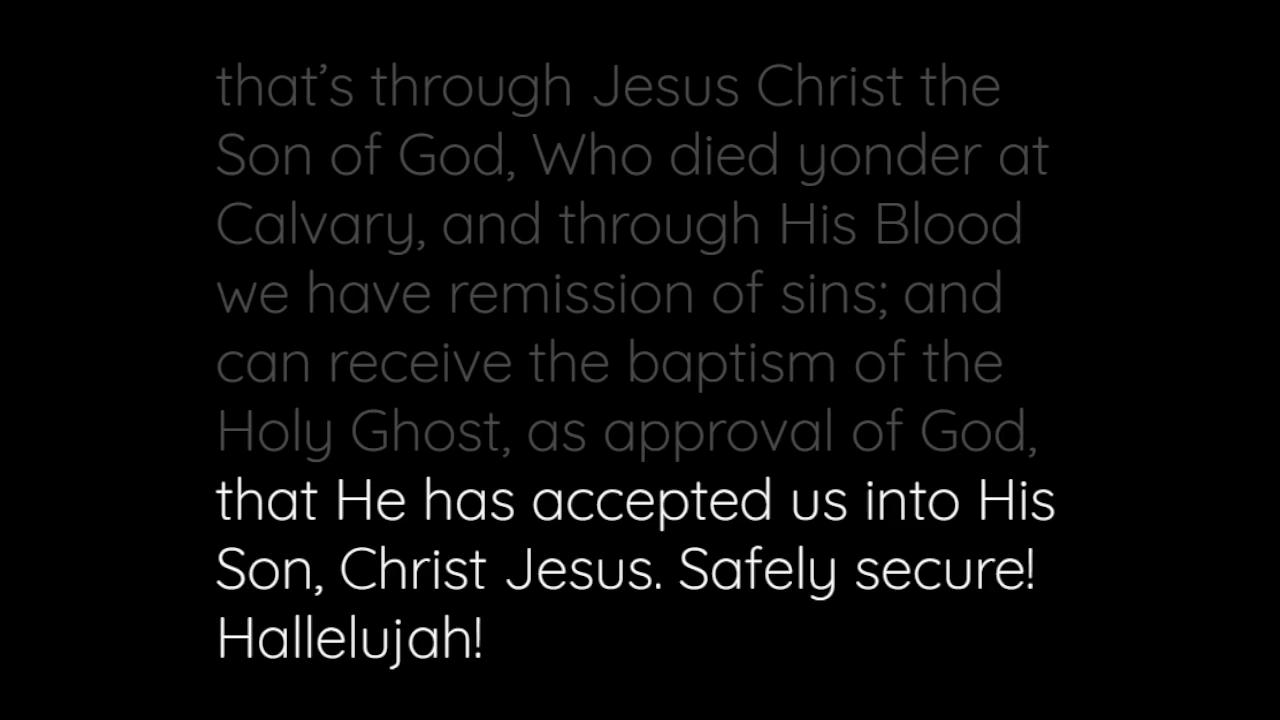 that’s through Jesus Christ the
Son of God, Who died yonder at
Calvary, and through His Blood
we have remission of sins; and
can receive the baptism of the
Holy Ghost, as approval of God,
that He has accepted us into His
Son, Christ Jesus. Safely secure!
Hallelujah!